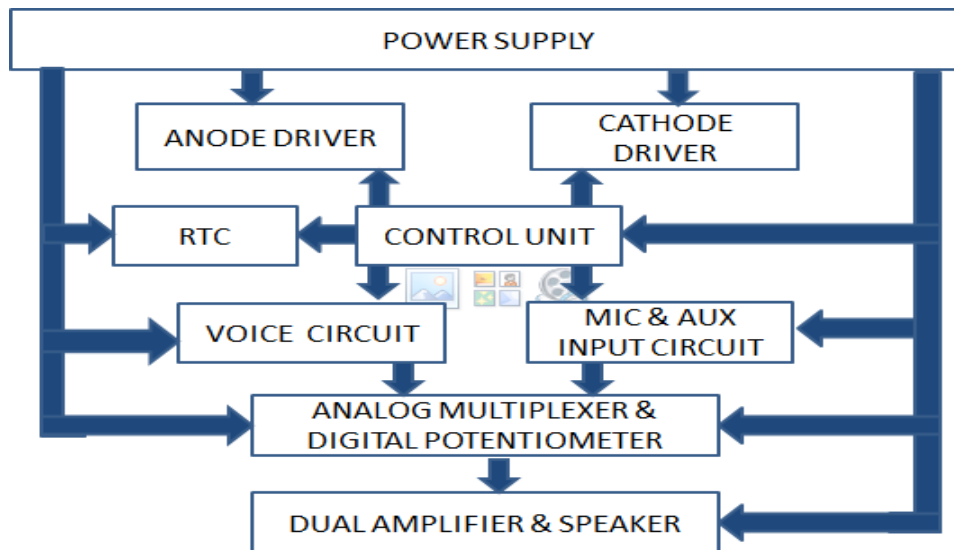 POWER SUPPLY
ANODE DRIVER
CATHODE
DRIVER
RTC
CONTROL UNIT
VOICE CIRCUIT
MIC & AUX
INPUT CIRCUIT
ANALOG MULTIPLEXER &
DIGITAL POTENTIOMETER
DUAL AMPLIFIER & SPEAKER